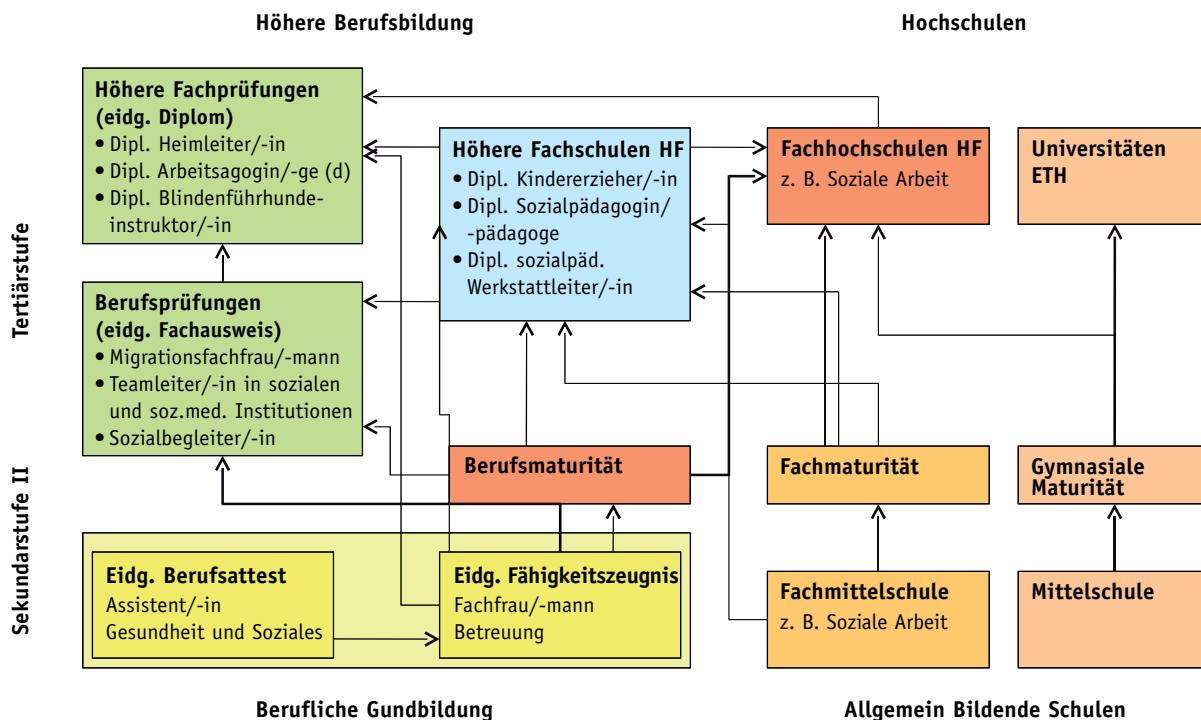 Höhere Berufsbildung
Hochschulen
Tertiärstufe
Sekundarstufe II
Höhere Fachprüfungen
(eidg. Diplom)
• Dipl. Heimleiter/-in
• Dipl. Arbeitsagogin/-ge (d)
• Dipl. Blindenführhunde-
instruktor/-in
Höhere Fachschulen HF
• Dipl. Kindererzieher/-in
• Dipl. Sozialpädagogin/
-pädagoge
• Dipl. sozialpäd.
Werkstattleiter/-in
Fachhochschulen HF
z. B. Soziale Arbeit
Universitäten
ETH
Berufsprüfungen
(eidg. Fachausweis)
• Migrationsfachfrau/-mann
• Teamleiter/-in in sozialen
und soz.med. Institutionen
• Sozialbegleiter/-in
Berufsmaturität
Fachmaturität
Gymnasiale
Maturität
Eidg. Berufsattest
Assistent/-in
Gesundheit und Soziales
Eidg. Fähigkeitszeugnis
Fachfrau/-mann
Betreuung
Fachmittelschule
z. B. Soziale Arbeit
Mittelschule
Berufliche Gundbildung
Allgemein Bildende Schulen